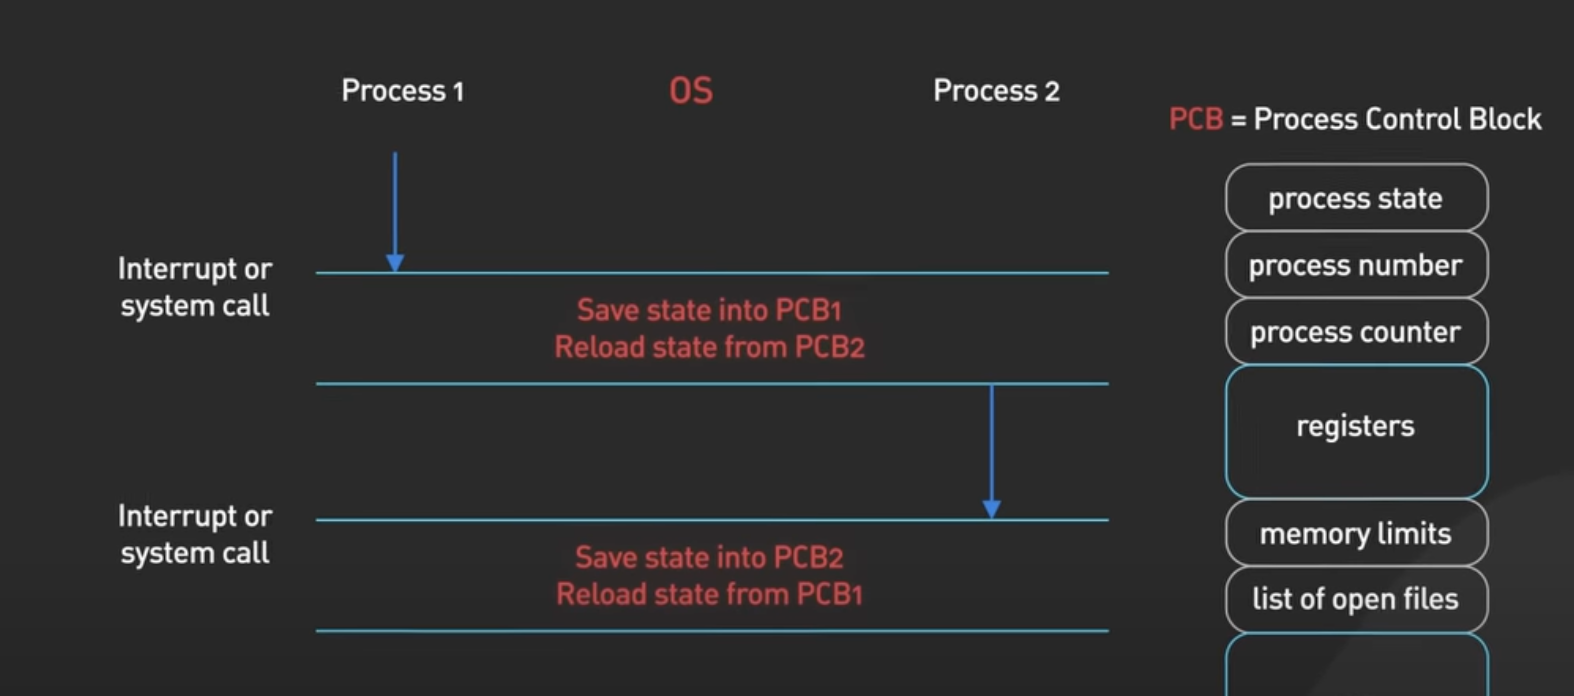 Process 1
OS
Process 2
PCB = Process Control Block
Interrupt or
system call
Save state into PCB1
Reload state from PCB2
Interrupt or
system call
Save state into PCB2
Reload state from PCB1
process state
process number
process counter
registers
memory limits
list of open files